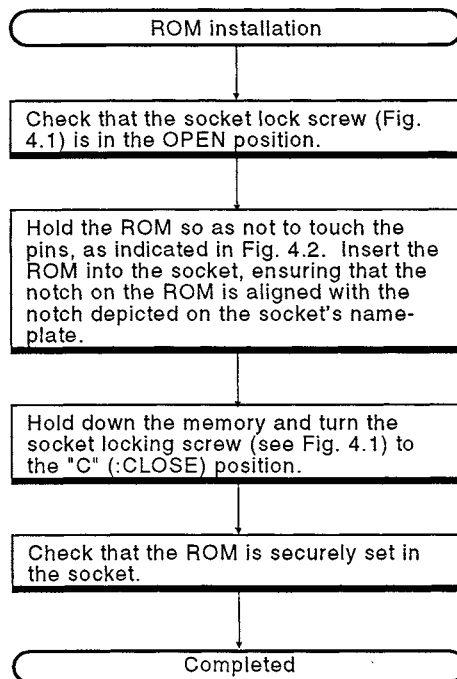 ROM installation
Check that the socket lock screw (Fig.
4.1) is in the OPEN position.
Hold the ROM so as not to touch the
pins, as indicated in Fig. 4.2. Insert the
ROM into the socket, ensuring that the
notch on the ROM is aligned with the
notch depicted on the socket's name-
plate.
Hold down the memory and turn the
socket locking screw (see Fig. 4.1) to
the "C" (:CLOSE) position.
Check that the ROM is securely set in
the socket.
Completed